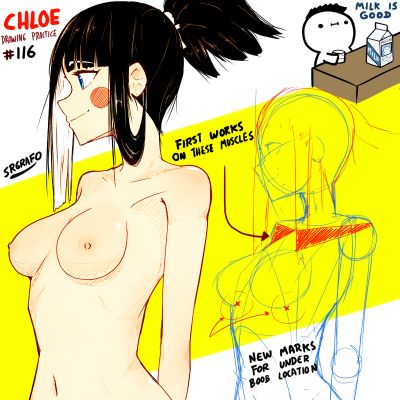 CHLOE
DRAWING PRACTICE
#116
MILK IS
GOOD
SRGRAFO
FIRST WORKS
ON THESE MUSCLES
NEW MARKS
FOR UNDER
BOOB LOCATION